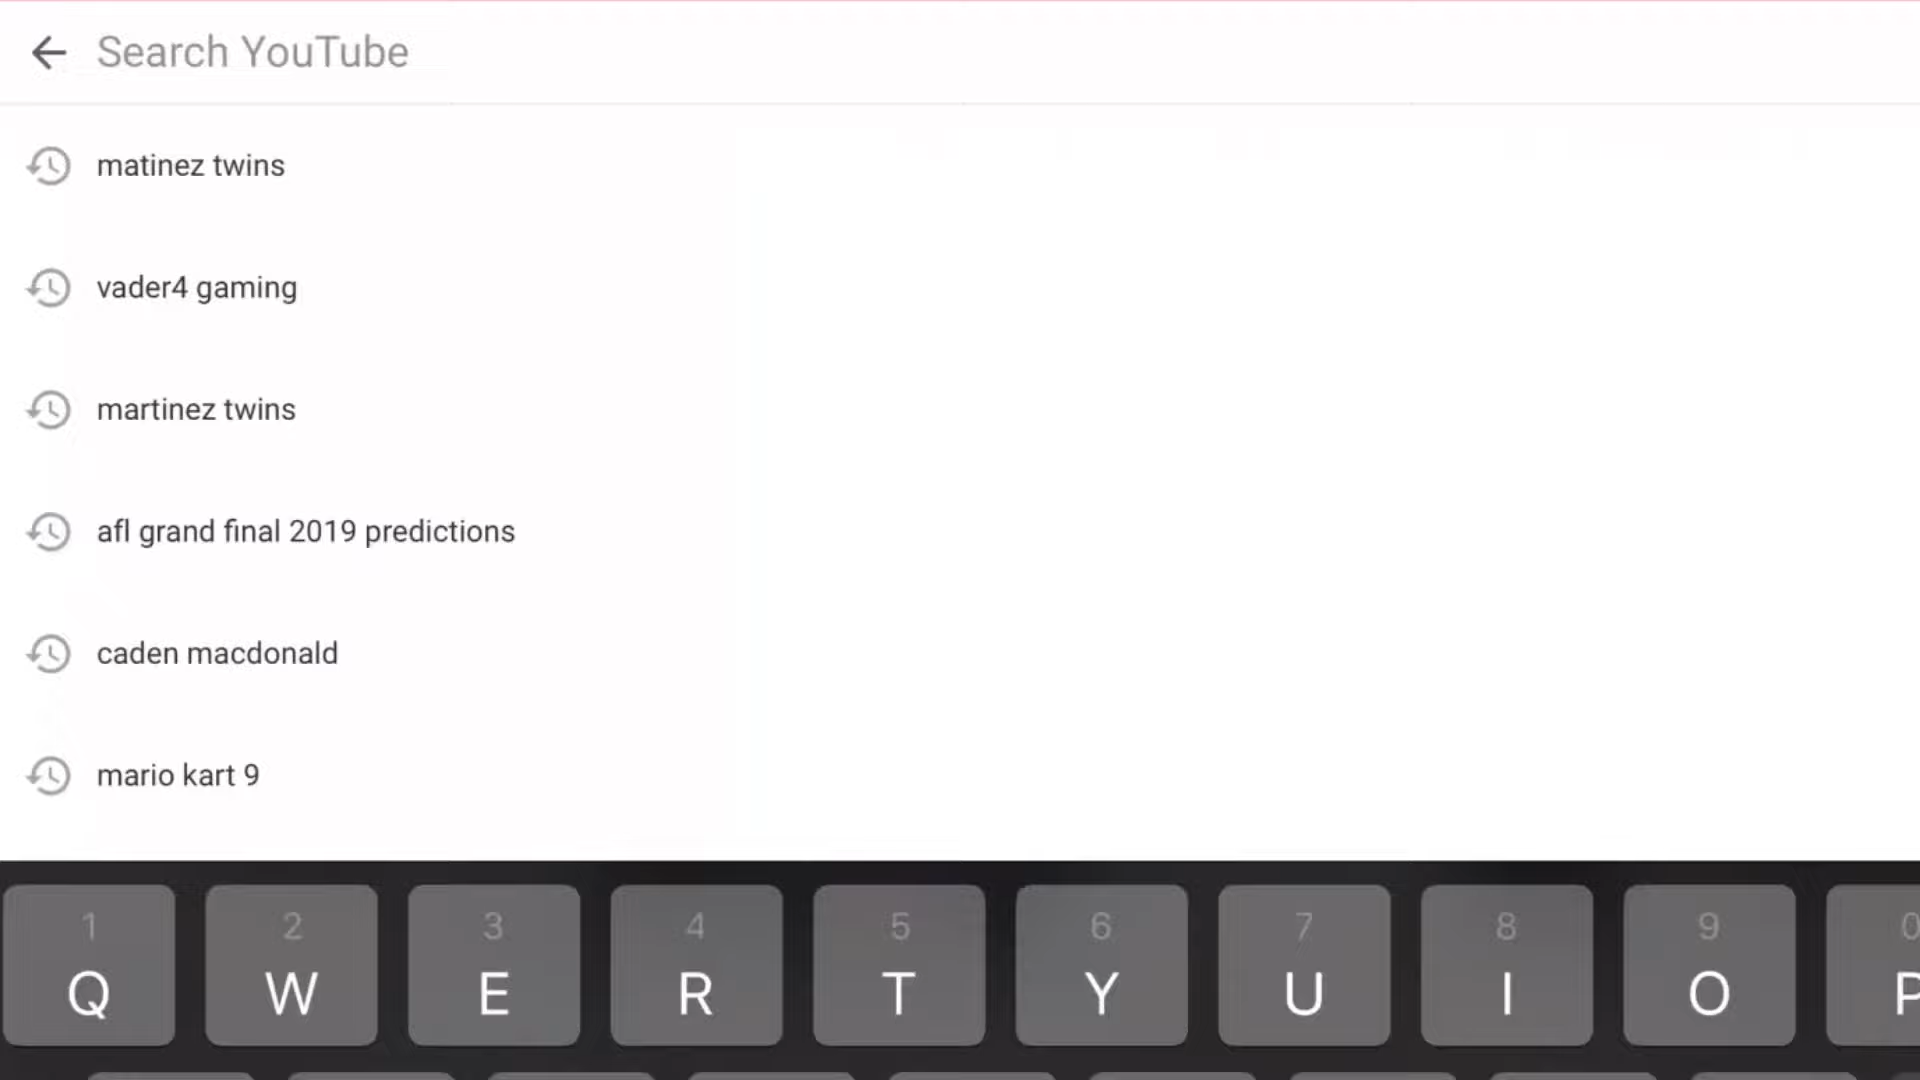 Search YouTube
matinez twins
vader4 gaming
martinez twins
afl grand final 2019 predictions
caden macdonald
mario kart 9
1 2 3 4 5 6 7 8 9 0
Q W E R T Y U I O P